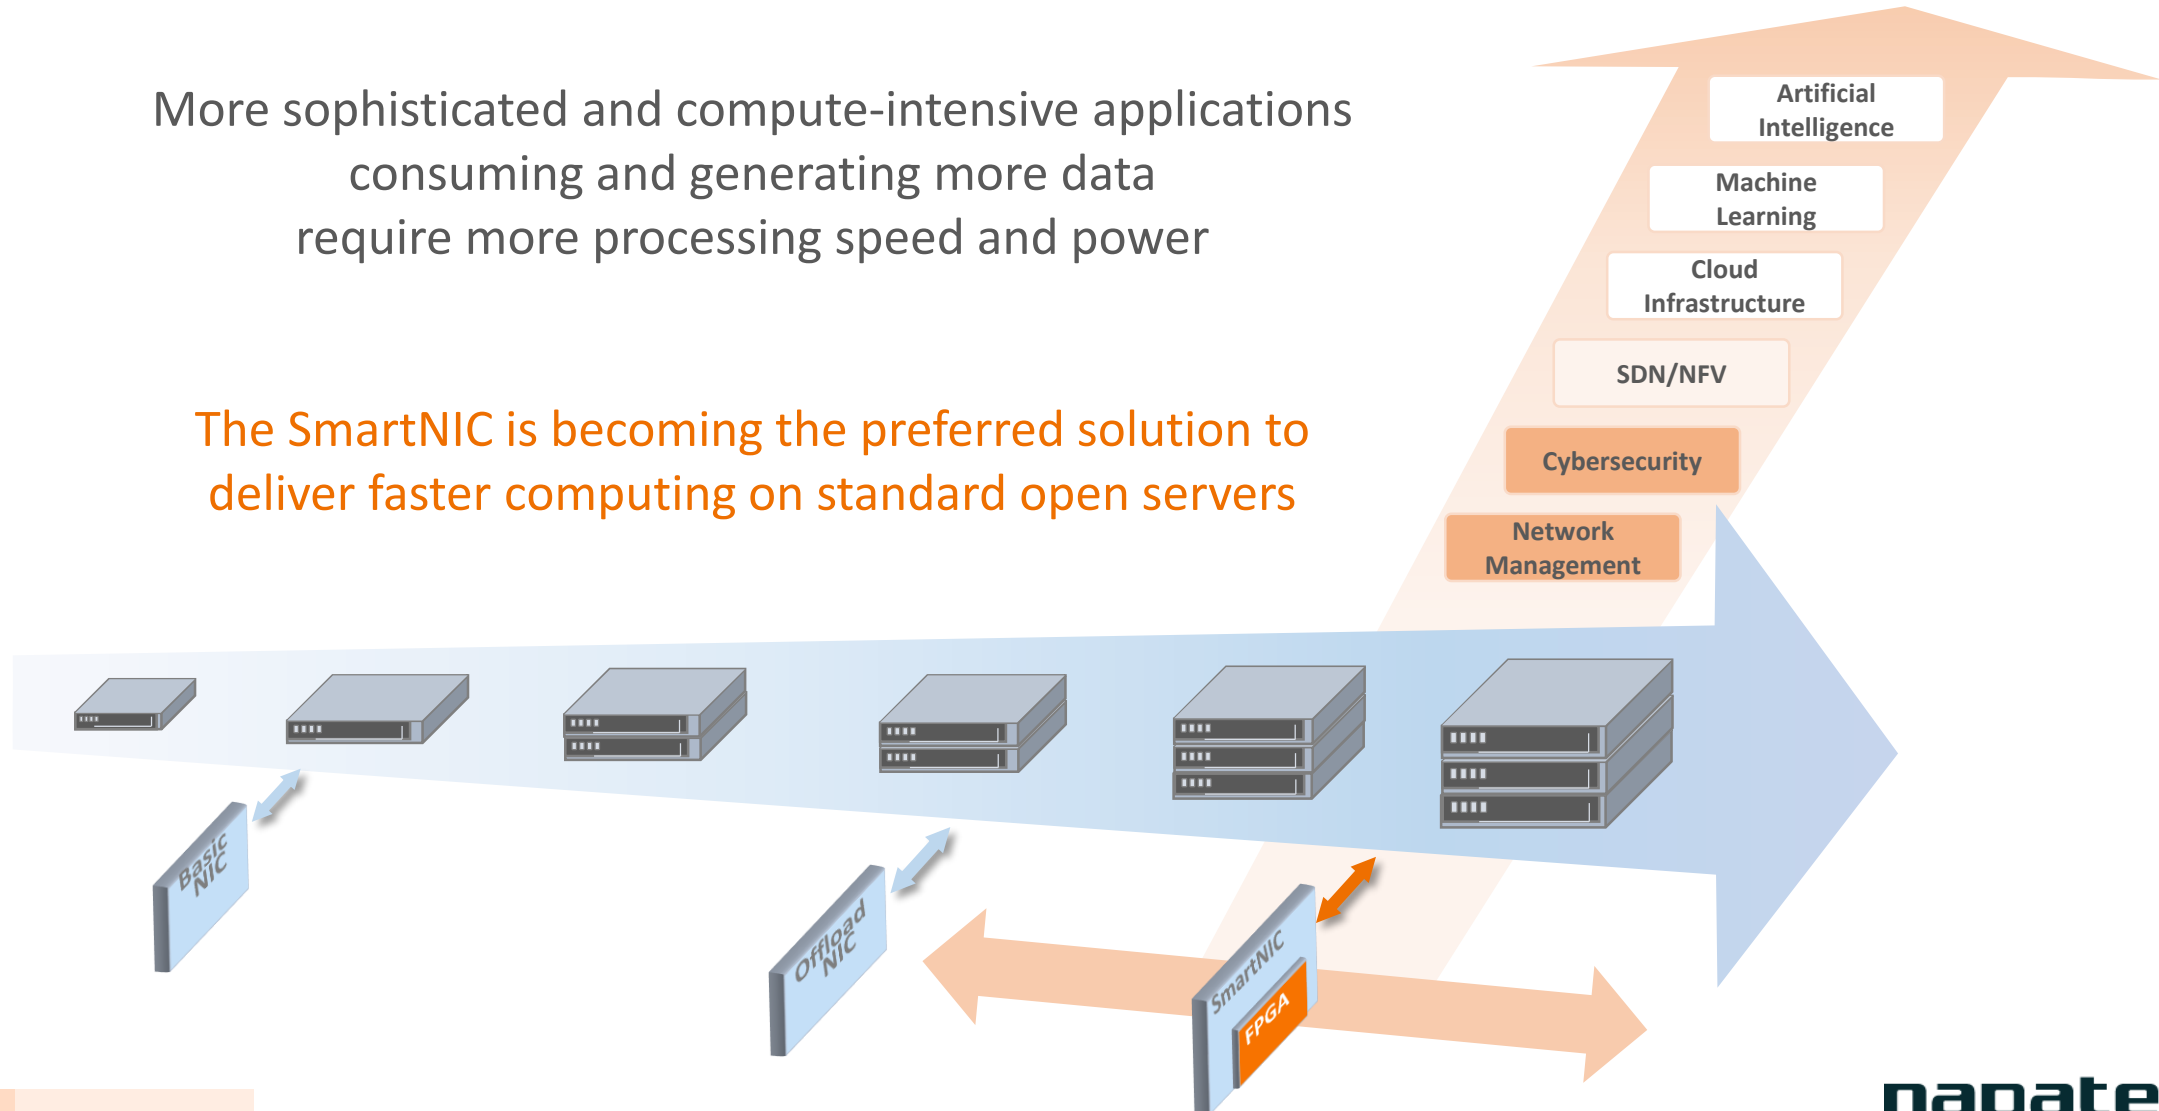 More sophisticated and compute-intensive applications
consuming and generating more data
require more processing speed and power
The SmartNIC is becoming the preferred solution to
deliver faster computing on standard open servers
Artificial
Intelligence
Machine
Learning
Cloud
Infrastructure
SDN/NFV
Cybersecurity
Network
Management
Basic
NIC
Offload
NIC
SmartNIC
FPGA
napate